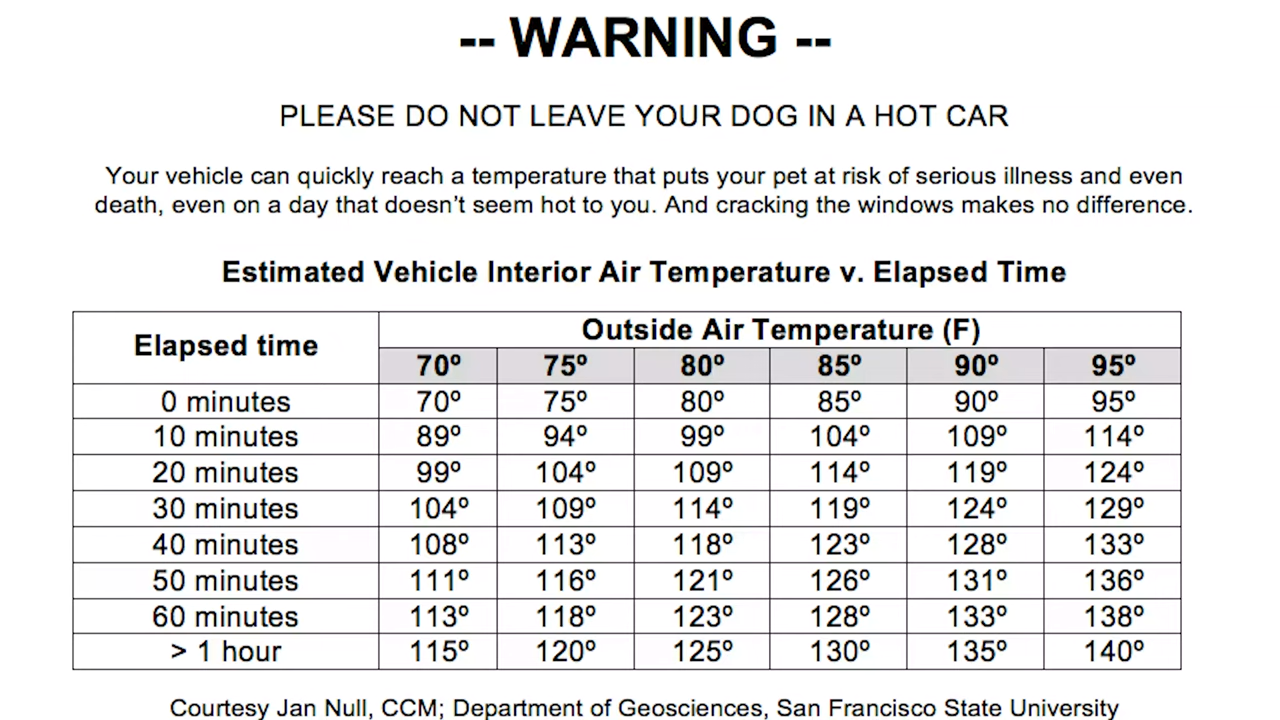 -- WARNING --
PLEASE DO NOT LEAVE YOUR DOG IN A HOT CAR
Your vehicle can quickly reach a temperature that puts your pet at risk of serious illness and even
death, even on a day that doesn’t seem hot to you. And cracking the windows makes no difference.
Estimated Vehicle Interior Air Temperature v. Elapsed Time
Elapsed time Outside Air Temperature (F)
70º 75º 80º 85º 90º 95º
0 minutes 70º 75º 80º 85º 90º 95º
10 minutes 89º 94º 99º 104º 109º 114º
20 minutes 99º 104º 109º 114º 119º 124º
30 minutes 104º 109º 114º 119º 124º 129º
40 minutes 108º 113º 118º 123º 128º 133º
50 minutes 111º 116º 121º 126º 131º 136º
60 minutes 113º 118º 123º 128º 133º 138º
> 1 hour 115º 120º 125º 130º 135º 140º
Courtesy Jan Null, CCM; Department of Geosciences, San Francisco State University